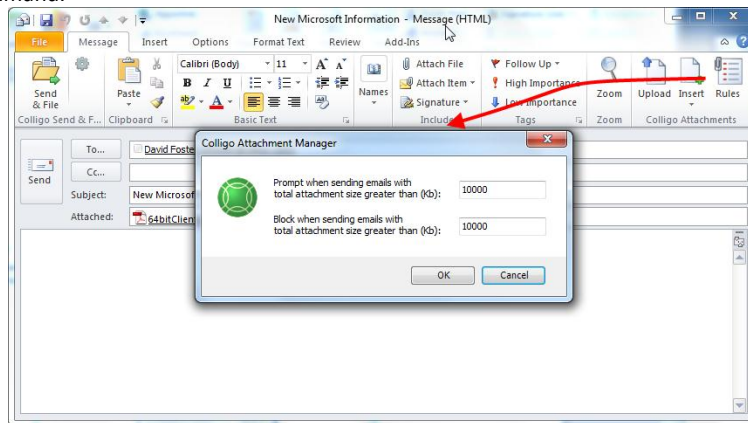 New Microsoft Information - Message (HTML)
File Message Insert Options Format Text Review Add-Ins
Calibri (Body) 11 A A Attach File Follow Up
B I U Attach Item High Importance
Send & File Paste Names Signature Low Importance Zoom Upload Insert Rules
Colligo Send & F... Clipboard Basic Text Include Tags Zoom Colligo Attachments
To... David Foste
Cc...
Send
Subject: New Microsof
Attached: 64bitClien
Colligo Attachment Manager
Prompt when sending emails with
total attachment size greater than (Kb): 10000
Block when sending emails with
total attachment size greater than (Kb): 10000
OK Cancel